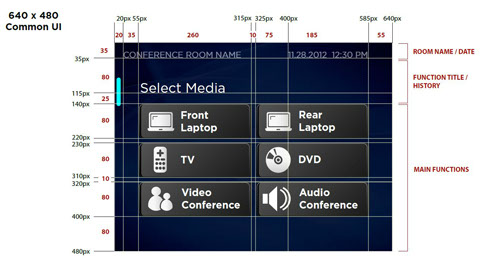 640 x 480
Common UI
20px 55px 315px 325px 400px 585px 640px
20 35 260 10 75 185 55
35
CONFERENCE ROOM NAME 11.28.2012 12:30 PM
ROOM NAME / DATE
35px
80
FUNCTION TITLE /
HISTORY
Select Media
115px
25
140px
80
Front
Laptop
Rear
Laptop
220px
230px
80
TV
DVD
MAIN FUNCTIONS
310px
10
320px
80
Video
Conference
Audio
Conference
400px
80
480px